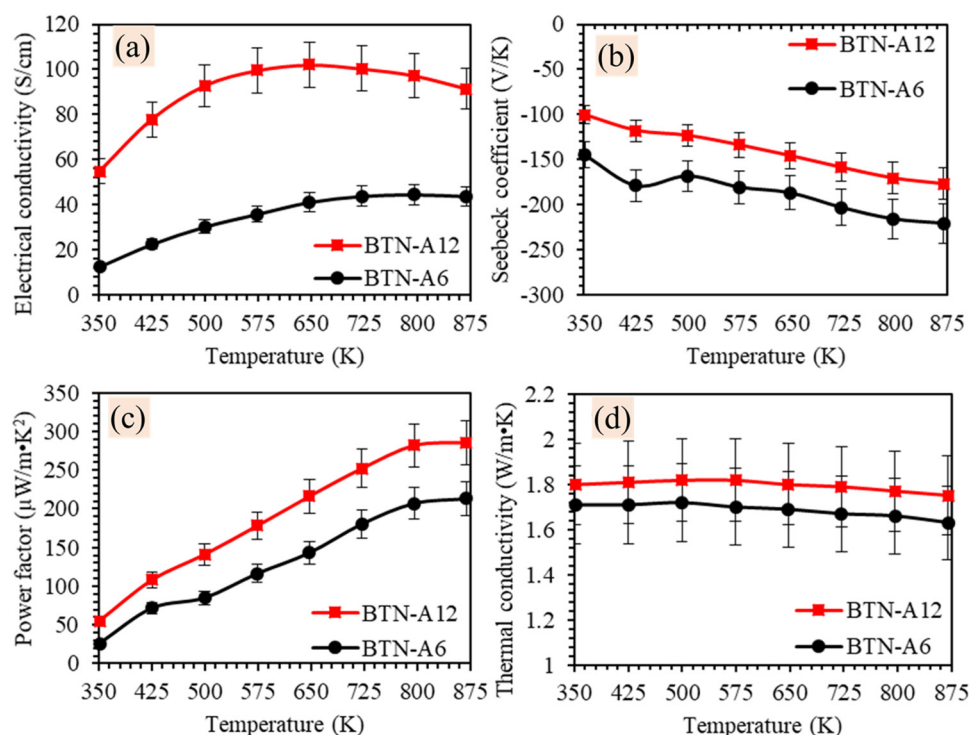 (a)
Electrical conductivity (S/cm)
120
100
80
60
40
20
0
BTN-A12
BTN-A6
350 425 500 575 650 725 800 875
Temperature (K)
(b)
Seebeck coefficient (V/K)
0
-50
-100
-150
-200
-250
-300
BTN-A12
BTN-A6
350 425 500 575 650 725 800 875
Temperature (K)
(c)
Power factor (µW/m•K²)
350
300
250
200
150
100
50
0
BTN-A12
BTN-A6
350 425 500 575 650 725 800 875
Temperature (K)
(d)
Thermal conductivity (W/m•K)
2.2
2
1.8
1.6
1.4
1.2
1
BTN-A12
BTN-A6
350 425 500 575 650 725 800 875
Temperature (K)